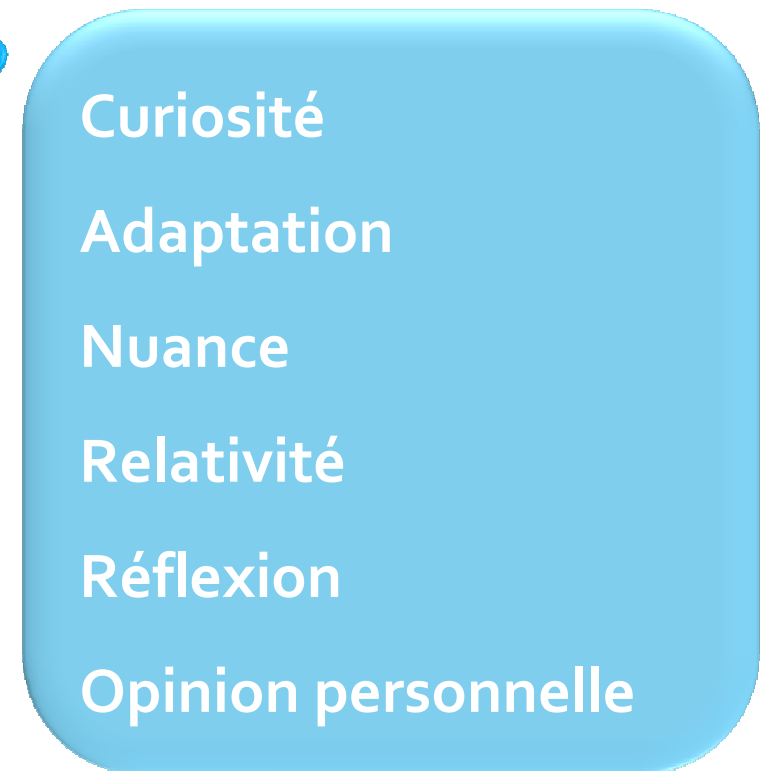 Curiosité
Adaptation
Nuance
Relativité
Réflexion
Opinion personnelle